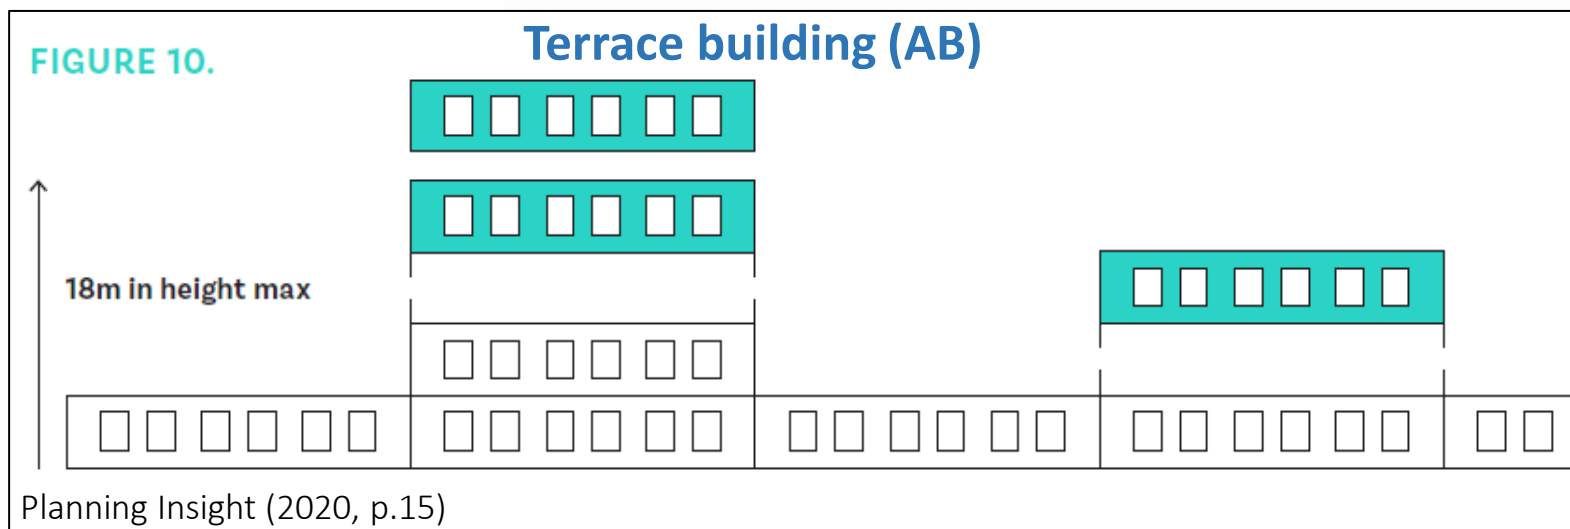 Terrace building (AB)
FIGURE 10.
18m in height max
Planning Insight (2020, p.15)